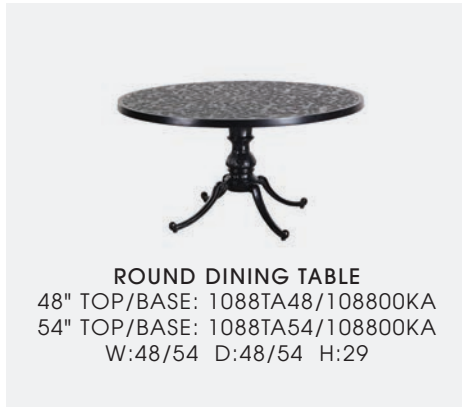 ROUND DINING TABLE
48" TOP/BASE: 1088TA48/108800KA
54" TOP/BASE: 1088TA54/108800KA
W:48/54 D:48/54 H:29